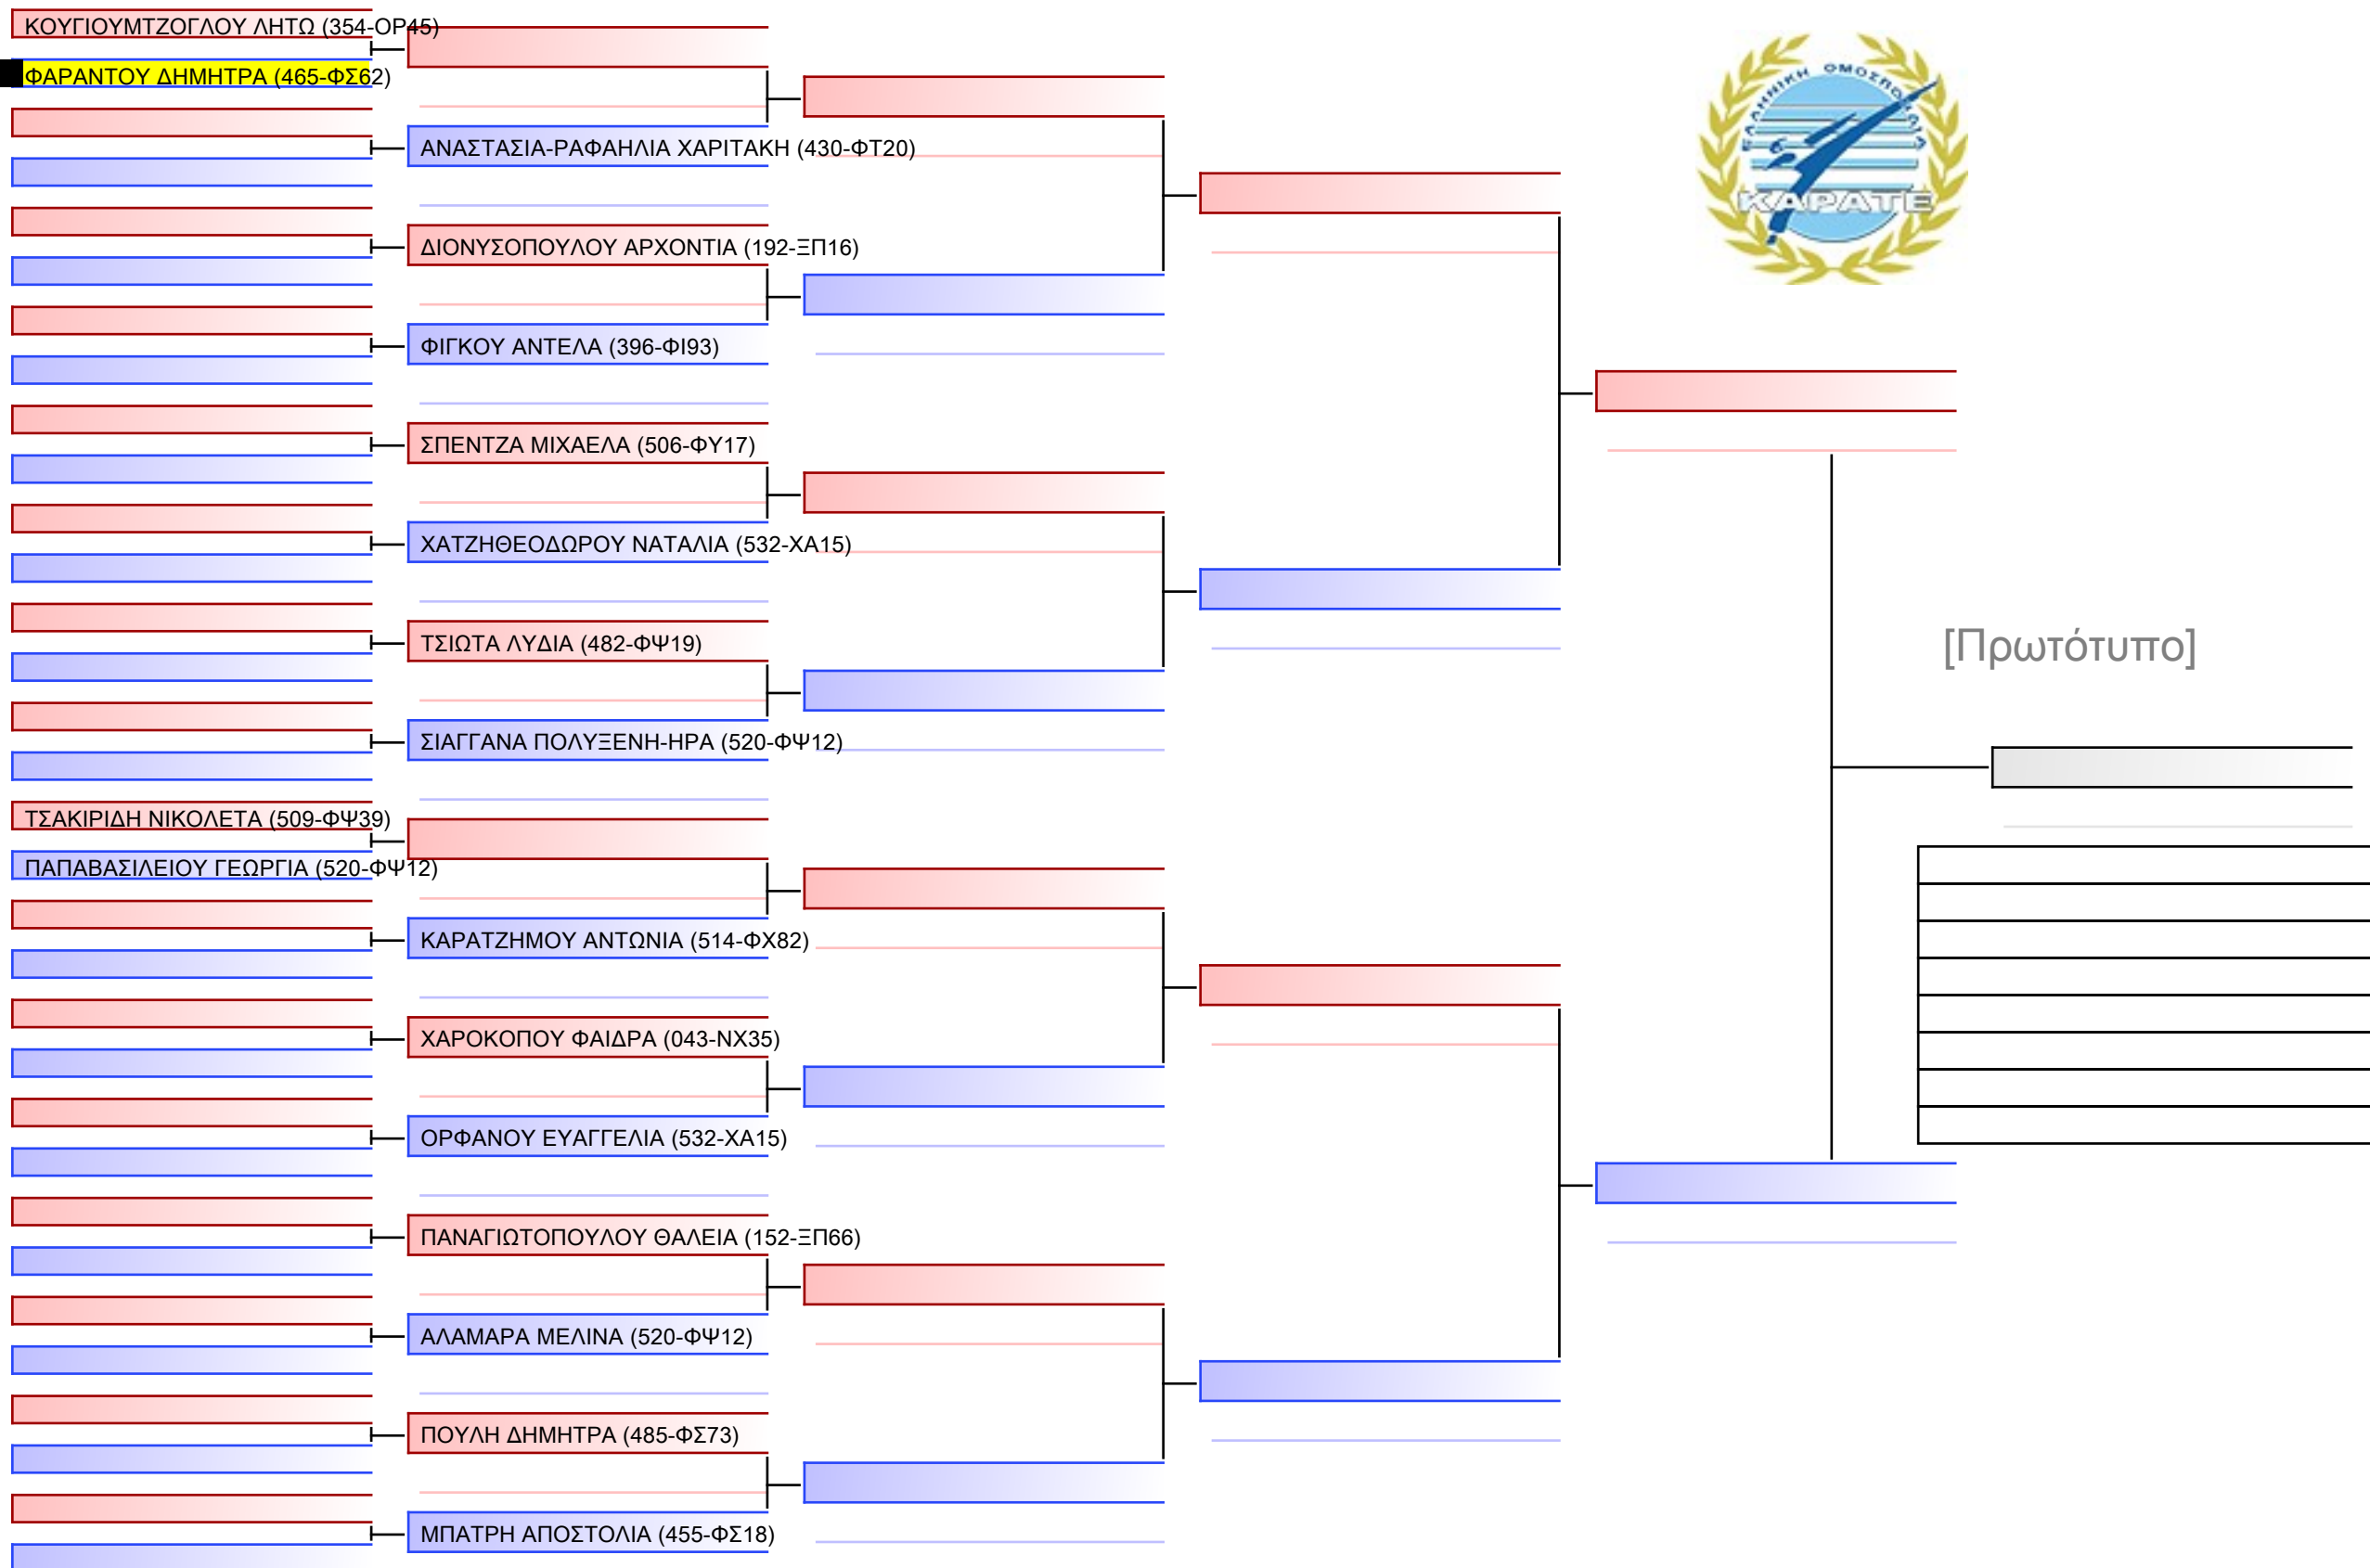 ΚΟΥΓΙΟΥΜΤΖΟΓΛΟΥ ΛΗΤΩ (354-ΟΡ45)
ΦΑΡΑΝΤΟΥ ΔΗΜΗΤΡΑ (465-ΦΣ62)
ΑΝΑΣΤΑΣΙΑ-ΡΑΦΑΗΛΙΑ ΧΑΡΙΤΑΚΗ (430-ΦΤ20)
ΔΙΟΝΥΣΟΠΟΥΛΟΥ ΑΡΧΟΝΤΙΑ (192-ΞΠ16)
ΦΙΓΚΟΥ ΑΝΤΕΛΑ (396-ΦΙ93)
ΣΠΕΝΤΖΑ ΜΙΧΑΕΛΑ (506-ΦΥ17)
ΧΑΤΖΗΘΕΟΔΩΡΟΥ ΝΑΤΑΛΙΑ (532-ΧΑ15)
ΤΣΙΩΤΑ ΛΥΔΙΑ (482-ΦΨ19)
ΣΙΑΓΓΑΝΑ ΠΟΛΥΞΕΝΗ-ΗΡΑ (520-ΦΨ12)
ΤΣΑΚΙΡΙΔΗ ΝΙΚΟΛΕΤΑ (509-ΦΨ39)
ΠΑΠΑΒΑΣΙΛΕΙΟΥ ΓΕΩΡΓΙΑ (520-ΦΨ12)
ΚΑΡΑΤΖΗΜΟΥ ΑΝΤΩΝΙΑ (514-ΦΧ82)
ΧΑΡΟΚΟΠΟΥ ΦΑΙΔΡΑ (043-ΝΧ35)
ΟΡΦΑΝΟΥ ΕΥΑΓΓΕΛΙΑ (532-ΧΑ15)
ΠΑΝΑΓΙΩΤΟΠΟΥΛΟΥ ΘΑΛΕΙΑ (152-ΞΠ66)
ΑΛΑΜΑΡΑ ΜΕΛΙΝΑ (520-ΦΨ12)
ΠΟΥΛΗ ΔΗΜΗΤΡΑ (485-ΦΣ73)
ΜΠΑΤΡΗ ΑΠΟΣΤΟΛΙΑ (455-ΦΣ18)
ΕΛΛΗΝΙΚΗ ΟΜΟΣΠΟΝΔΙΑ
ΚΑΡΑΤΕ
[Πρωτότυπο]